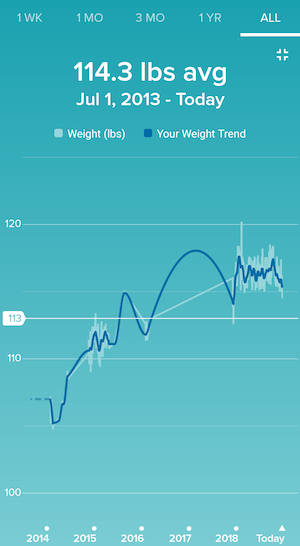 1 WK 1 MO 3 MO 1 YR ALL
114.3 lbs avg
Jul 1, 2013 - Today
Weight (lbs) Your Weight Trend
120
113
110
100
2014 2015 2016 2017 2018 Today